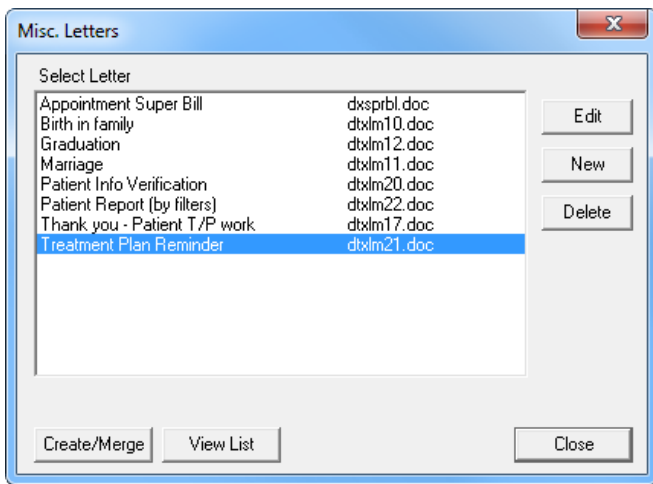 Misc. Letters
Select Letter
Appointment Super Bill dxsprbl.doc
Birth in family dtxlm10.doc
Graduation dtxlm12.doc
Marriage dtxlm11.doc
Patient Info Verification dtxlm20.doc
Patient Report (by filters) dtxlm22.doc
Thank you - Patient T/P work dtxlm17.doc
Treatment Plan Reminder dtxlm21.doc
Edit
New
Delete
Create/Merge View List Close